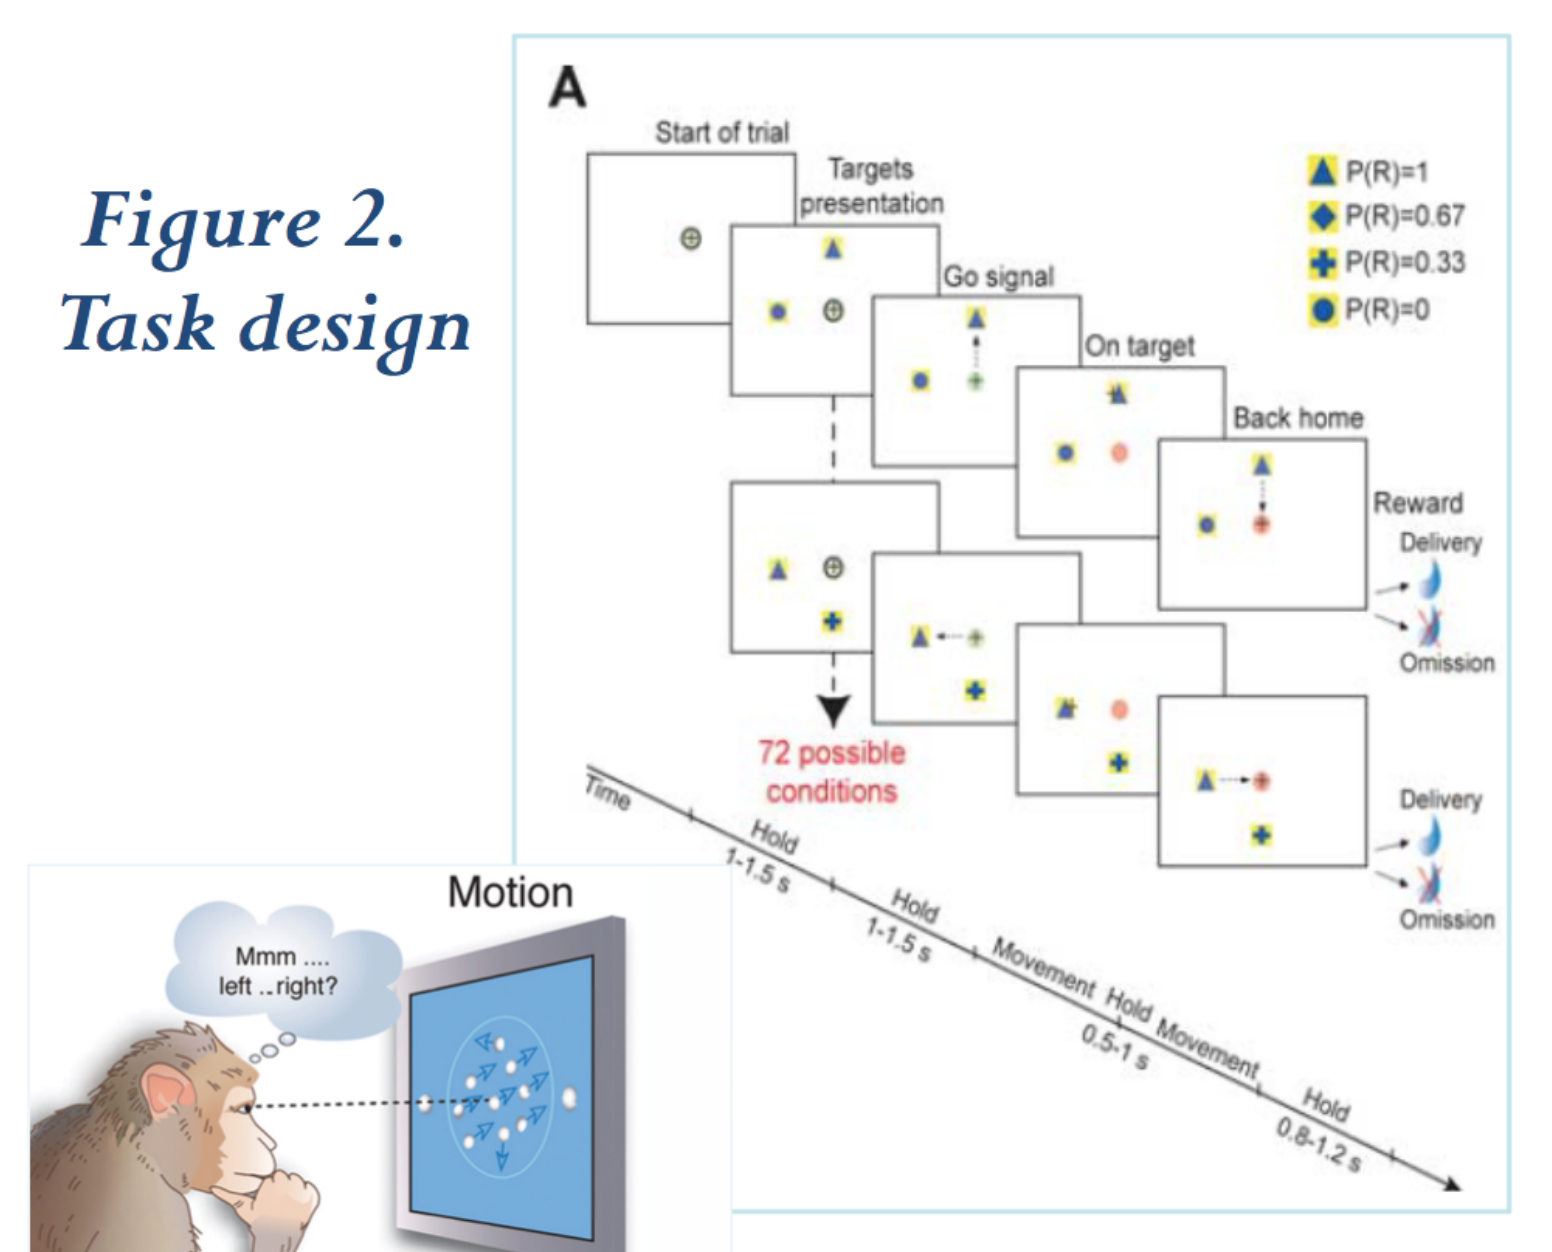 Figure 2.
Task design
A
Start of trial
Targets
presentation
Go signal
On target
Back home
P(R)=1
P(R)=0.67
P(R)=0.33
P(R)=0
Reward
Delivery
Omission
72 possible
conditions
Delivery
Omission
Time
Hold
1-1.5 s
Hold
1-1.5 s
Movement
Hold
0.5-1 s
Movement
Hold
0.8-1.2 s
Motion
Mmm ....
left ..right?